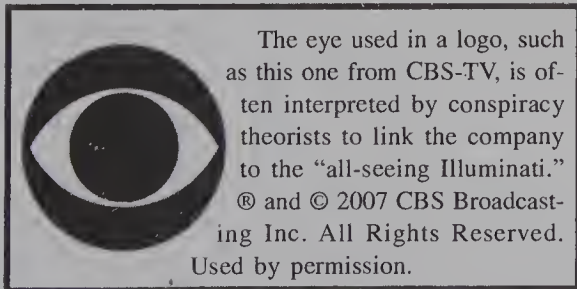 The eye used in a logo, such
as this one from CBS-TV, is of-
ten interpreted by conspiracy
theorists to link the company
to the “all-seeing Illuminati.”
® and © 2007 CBS Broadcast-
ing Inc. All Rights Reserved.
Used by permission.